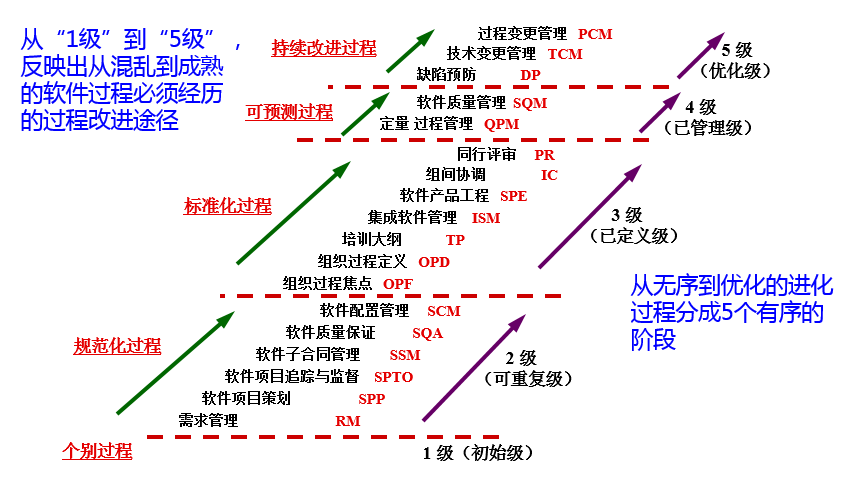 从“1级”到“5级”，
反映出从混乱到成熟
的软件过程必须经历
的过程改进途径
持续改进过程
过程变更管理 PCM
技术变更管理 TCM
缺陷预防 DP
5 级
（优化级）
可预测过程
软件质量管理 SQM
定量 过程管理 QPM
4 级
（已管理级）
标准化过程
同行评审 PR
组间协调 IC
软件产品工程 SPE
集成软件管理 ISM
培训大纲 TP
组织过程定义 OPD
组织过程焦点 OPF
3 级
（已定义级）
从无序到优化的进化
过程分成5个有序的
阶段
规范化过程
软件配置管理 SCM
软件质量保证 SQA
软件子合同管理 SSM
软件项目追踪与监督 SPTO
软件项目策划 SPP
需求管理 RM
2 级
（可重复级）
个别过程
1 级（初始级）